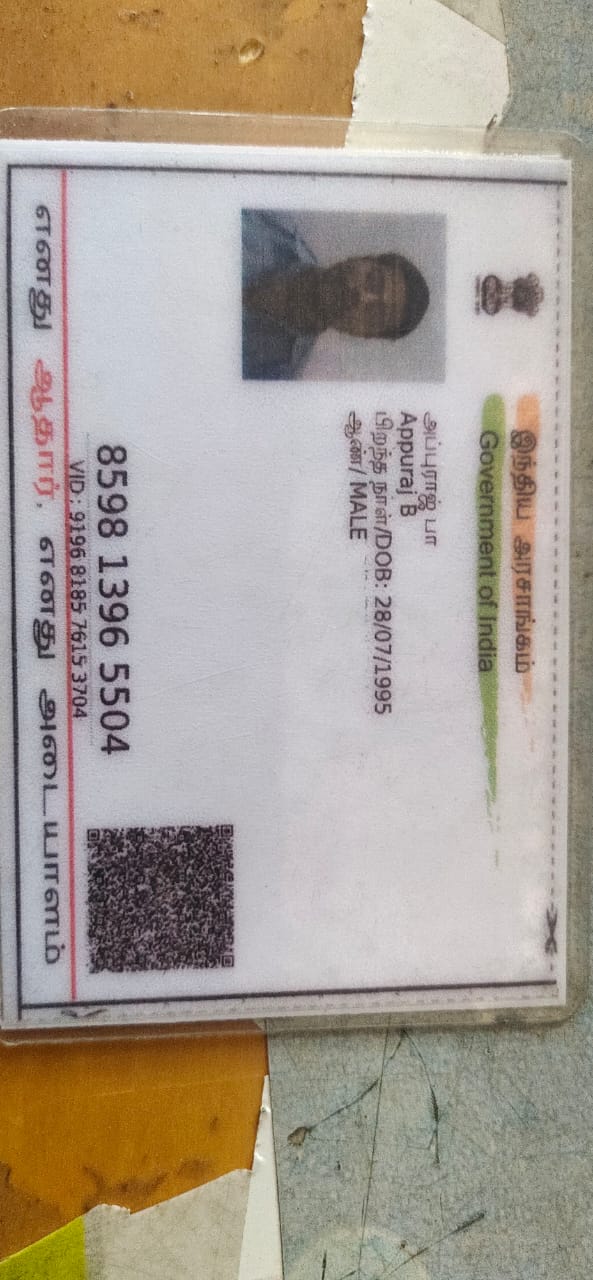 இந்திய அரசாங்கம்
Government of India
அப்புராஜ் பா
Appuraj B
பிறந்த நாள்/DOB: 28/07/1995
ஆண்/ MALE
8598 1396 5504
VID : 9196 8185 7615 3704
எனது ஆதார், எனது அடையாளம்